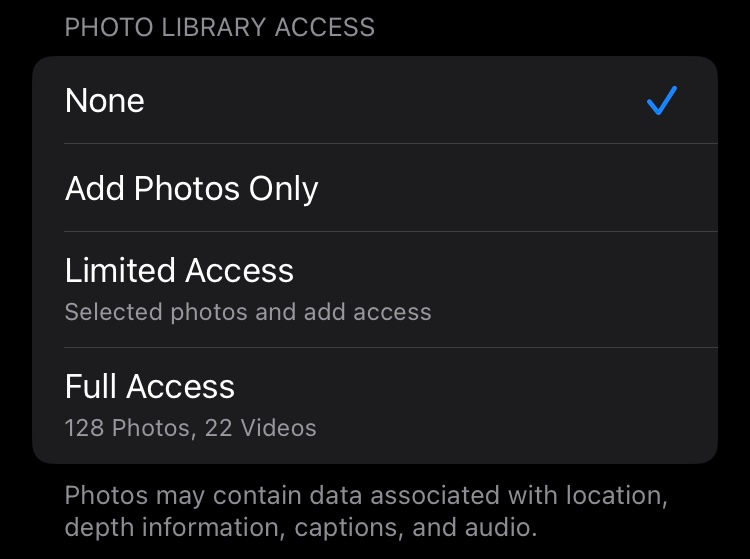 PHOTO LIBRARY ACCESS
None
Add Photos Only
Limited Access
Selected photos and add access
Full Access
128 Photos, 22 Videos
Photos may contain data associated with location,
depth information, captions, and audio.